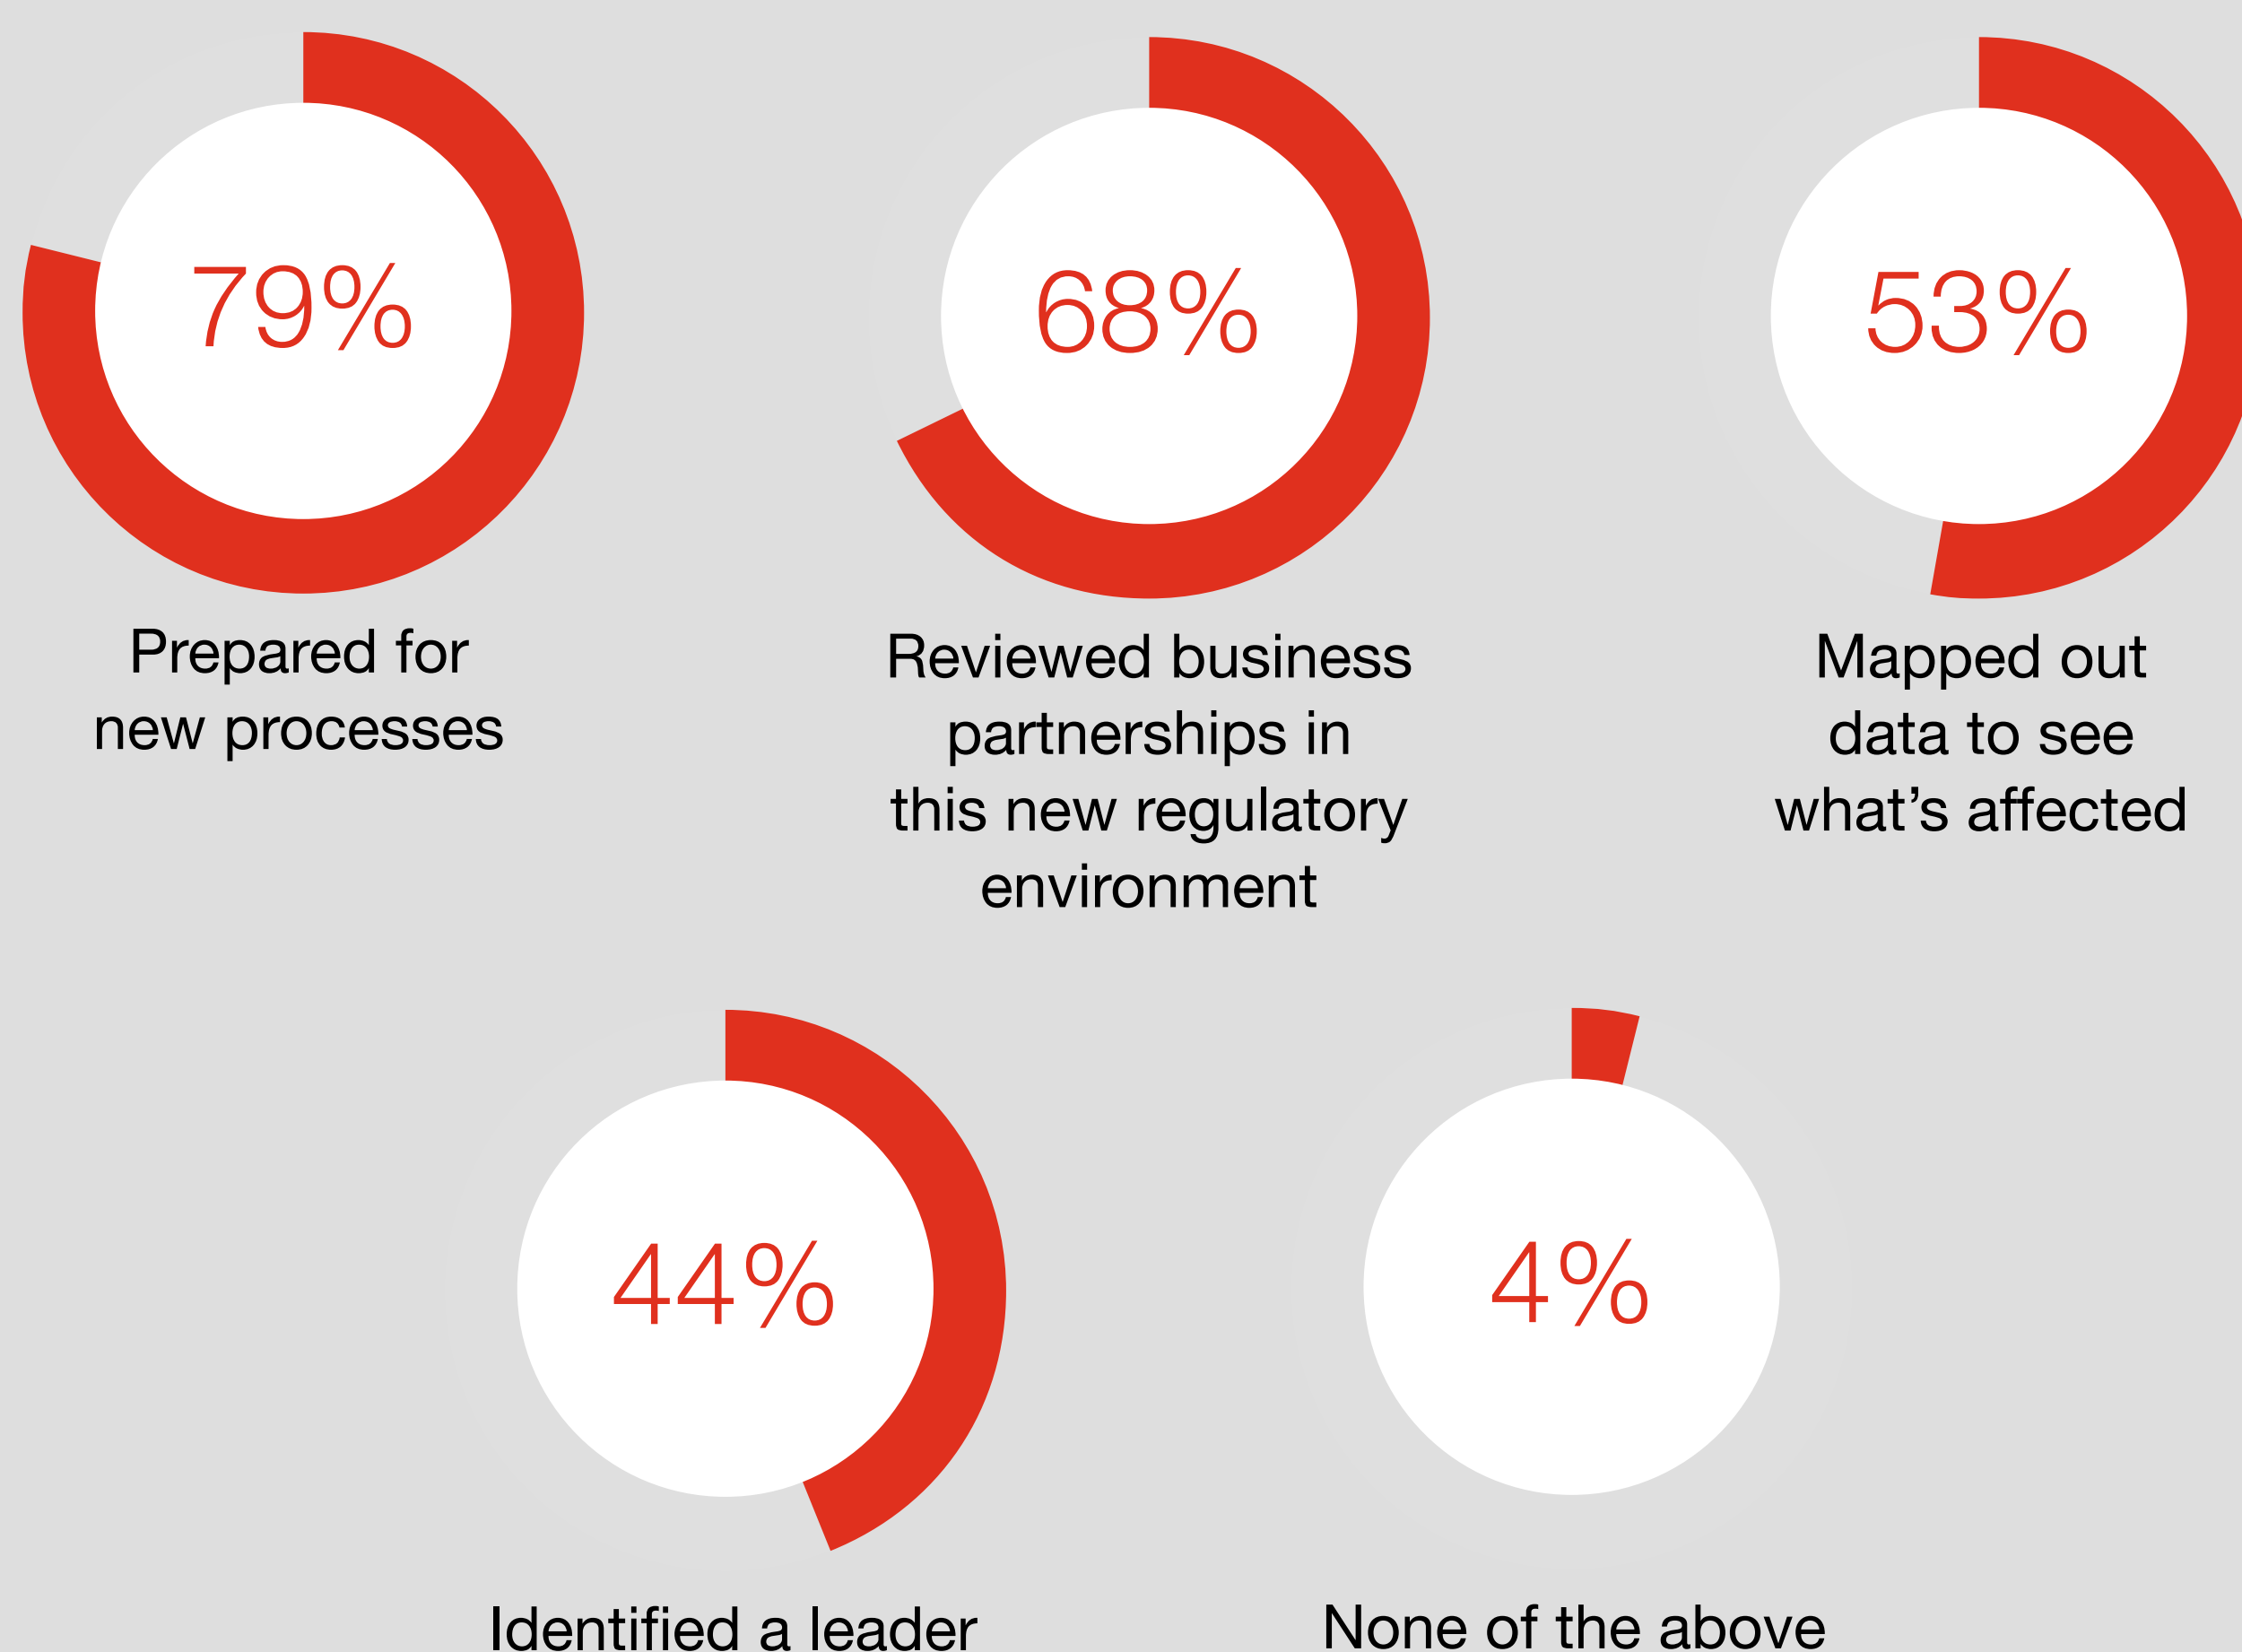 79%
Prepared for
new processes
68%
Reviewed business
partnerships in
this new regulatory
environment
53%
Mapped out
data to see
what’s affected
44%
Identified a leader
4%
None of the above